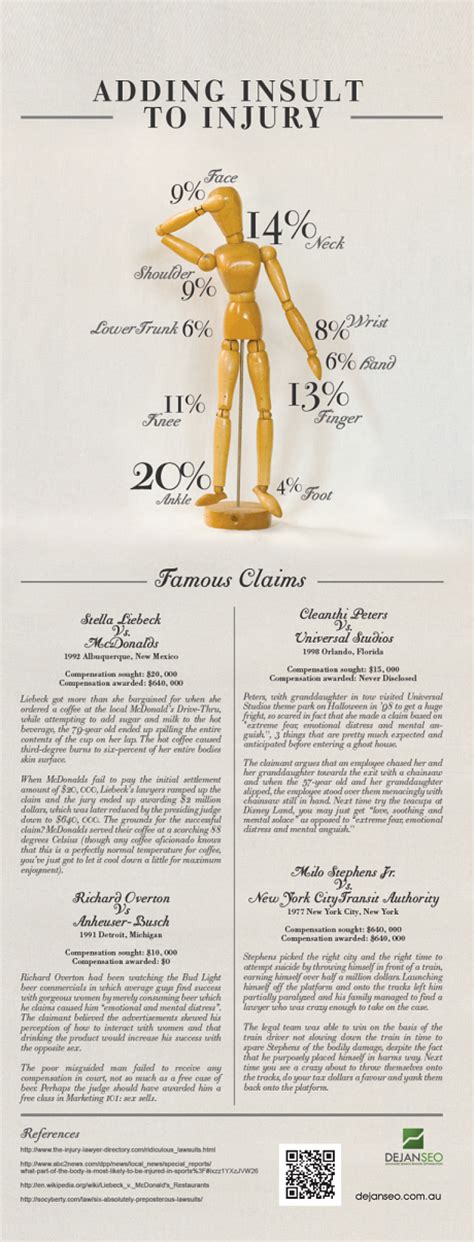 ADDING INSULT
TO INJURY
9% Face
14% Neck
Shoulder
9%
Lower Trunk 6%
8% Wrist
6% Hand
11%
Knee
13%
Finger
20%
Ankle
4% Foot
Famous Claims
Stella Liebeck
Vs.
McDonalds
1992 Albuquerque, New Mexico
Compensation sought: $20, 000
Compensation awarded: $640, 000
Liebeck got more than she bargained for when she
ordered a coffee at the local McDonald's Drive-Thru,
while attempting to add sugar and milk to the hot
beverage, the 79-year old ended up spilling the entire
contents of the cup on her lap. The hot coffee caused
third-degree burns to six-percent of her entire bodies
skin surface.
When McDonalds fail to pay the initial settlement
amount of $20, 000, Liebeck's lawyers ramped up the
claim and the jury ended up awarding $2 million
dollars, which was later reduced by the presiding judge
down to $640, 000. The grounds for the successful
claim? McDonalds served their coffee at a scorching 88
degrees Celsius (though any coffee aficionado knows
that this is a perfectly normal temperature for coffee,
you've just got to let it cool down a little for maximum
enjoyment).
Richard Overton
Vs
Anheuser-Busch
1991 Detroit, Michigan
Compensation sought: $10, 000
Compensation awarded: $0
Richard Overton had been watching the Bud Light
beer commercials in which average guys find success
with gorgeous women by merely consuming beer which
he claims caused him "emotional and mental distress".
The claimant believed the advertisements skewed his
perception of how to interact with women and that
drinking the product would increase his success with
the opposite sex.
The poor misguided man failed to receive any
compensation in court, not so much as a free case of
beer. Perhaps the judge should have awarded him a
free class in Marketing 101: sex sells.
Cleanthi Peters
Vs.
Universal Studios
1998 Orlando, Florida
Compensation sought: $15, 000
Compensation awarded: Never Disclosed
Peters, with granddaughter in tow visited Universal
Studios theme park on Halloween in '98 to get a huge
fright, so scared in fact that she made a claim based on
"extreme fear, emotional distress and mental an-
guish.", 3 things that are pretty much expected and
anticipated before entering a ghost house.
The claimant argues that an employee chased her and
her granddaughter towards the exit with a chainsaw
and when the 57-year old and her granddaughter
slipped, the employee stood over them menacingly with
chainsaw still in hand. Next time try the teacups at
Disney Land, you may just get "love, soothing and
mental solace" as opposed to "extreme fear, emotional
distress and mental anguish."
Milo Stephens Jr.
Vs.
New York City Transit Authority
1977 New York City, New York
Compensation sought: $640, 000
Compensation awarded: $640, 000
Stephens picked the right city and the right time to
attempt suicide by throwing himself in front of a train,
earning himself over half a million dollars. Launching
himself off the platform and onto the tracks left him
partially paralyzed and his family managed to find a
lawyer who was crazy enough to take on the case.
The legal team was able to win on the basis of the
train driver not slowing down the train in time to
spare Stephens of the bodily damage, despite the fact
that he purposely placed himself in harms way. Next
time you see a crazy about to throw themselves onto
the tracks, do your tax dollars a favour and yank them
back onto the platform.
References
http://www.the-injury-lawyer-directory.com/ridiculous_lawsuits.html
http://www.abc2news.com/dpp/news/local_news/special_reports/
what-part-of-the-body-is-most-likely-to-be-injured-in-sports%3F#ixzz1YXzJVW26
http://en.wikipedia.org/wiki/Liebeck_v._McDonald's_Restaurants
http://socyberty.com/law/six-absolutely-preposterous-lawsuits/
DEJANSEO
dejanseo.com.au